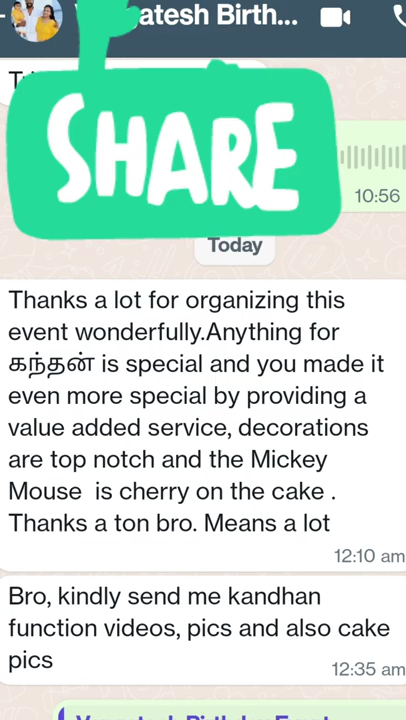 atesh Birth...
SHARE
10:56
Today
Thanks a lot for organizing this
event wonderfully.Anything for
கந்தன் is special and you made it
even more special by providing a
value added service, decorations
are top notch and the Mickey
Mouse is cherry on the cake .
Thanks a ton bro. Means a lot
12:10 am
Bro, kindly send me kandhan
function videos, pics and also cake
pics
12:35 am